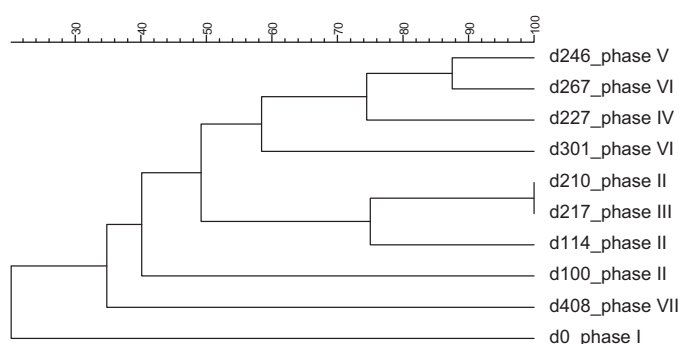 30 40 50 60 70 80 90 100
d246_phase V
d267_phase VI
d227_phase IV
d301_phase VI
d210_phase II
d217_phase III
d114_phase II
d100_phase II
d408_phase VII
d0_phase I